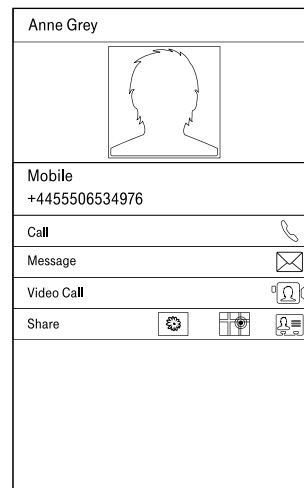 Anne Grey
Mobile
+4455506534976
Call
Message
Video Call
Share